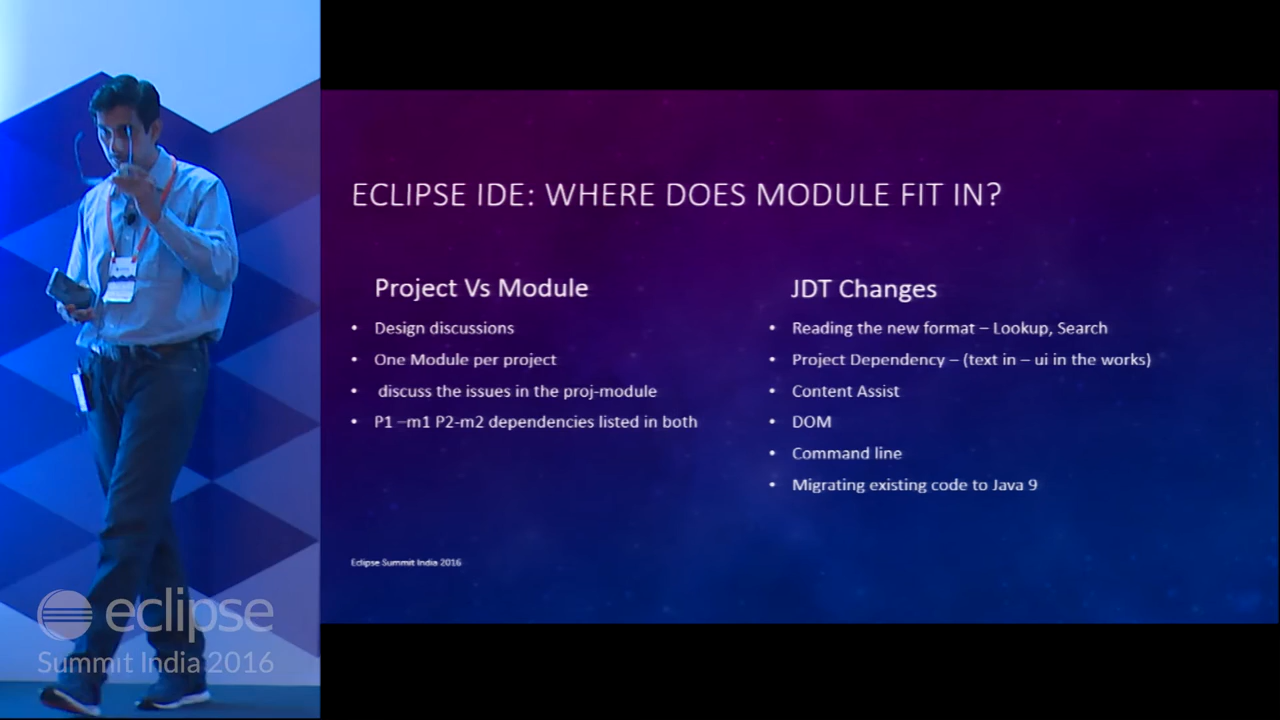 ECLIPSE IDE: WHERE DOES MODULE FIT IN?
Project Vs Module
• Design discussions
• One Module per project
• discuss the issues in the proj-module
• P1 –m1 P2-m2 dependencies listed in both
JDT Changes
• Reading the new format – Lookup, Search
• Project Dependency – (text in – ui in the works)
• Content Assist
• DOM
• Command line
• Migrating existing code to Java 9
Eclipse Summit India 2016
eclipse
Summit India 2016